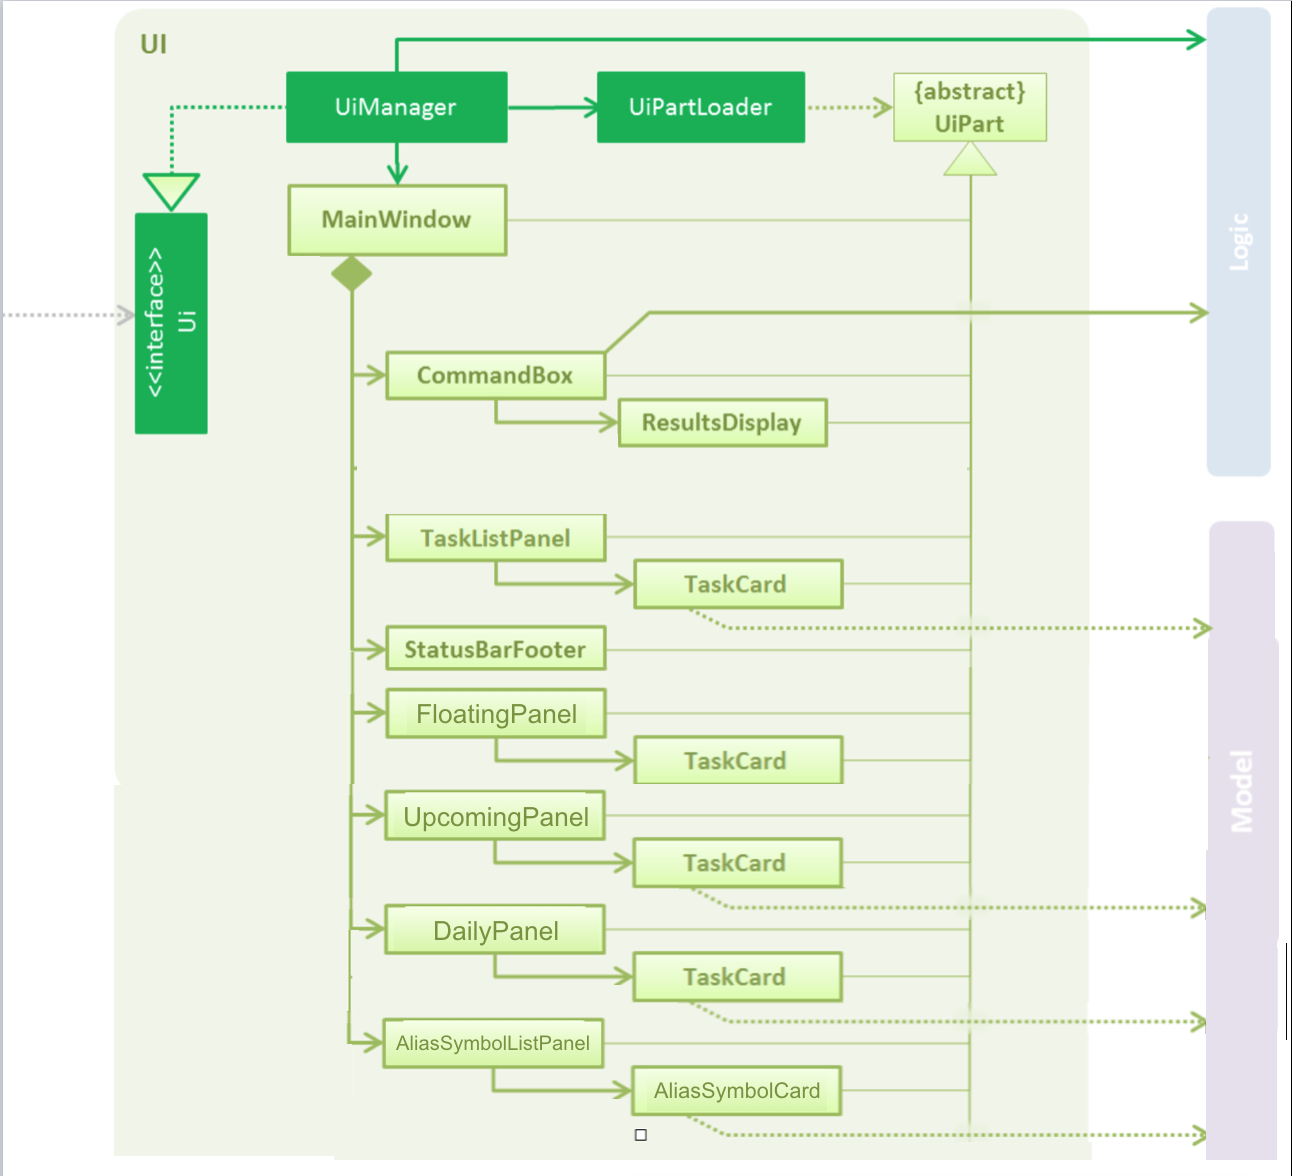 UI
UiManager
UiPartLoader
{abstract}
UiPart
MainWindow
Logic
<<interface>>
Ui
CommandBox
ResultsDisplay
TaskListPanel
TaskCard
StatusBarFooter
FloatingPanel
TaskCard
Model
UpcomingPanel
TaskCard
DailyPanel
TaskCard
AliasSymbolListPanel
AliasSymbolCard